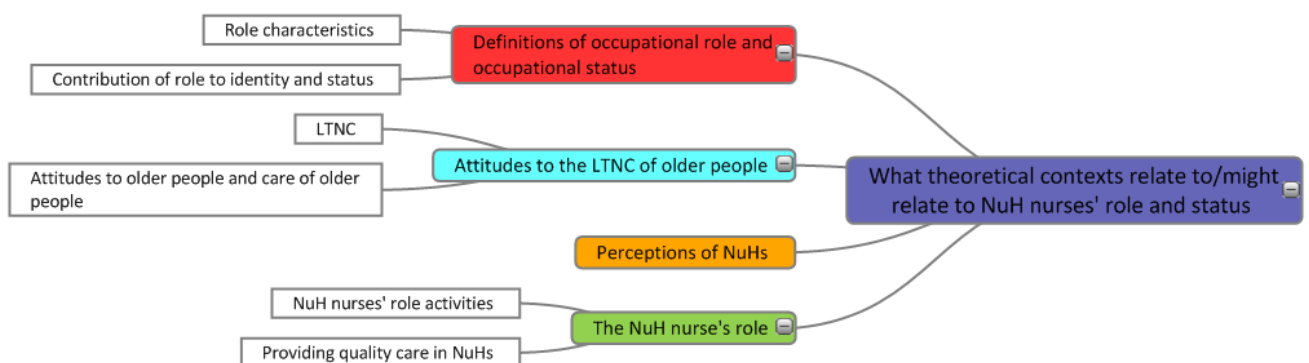 Role characteristics
Definitions of occupational role and
occupational status
Contribution of role to identity and status
LTNC
Attitudes to the LTNC of older people
Attitudes to older people and care of older
people
What theoretical contexts relate to/might
relate to NuH nurses' role and status
Perceptions of NuHs
NuH nurses' role activities
The NuH nurse's role
Providing quality care in NuHs